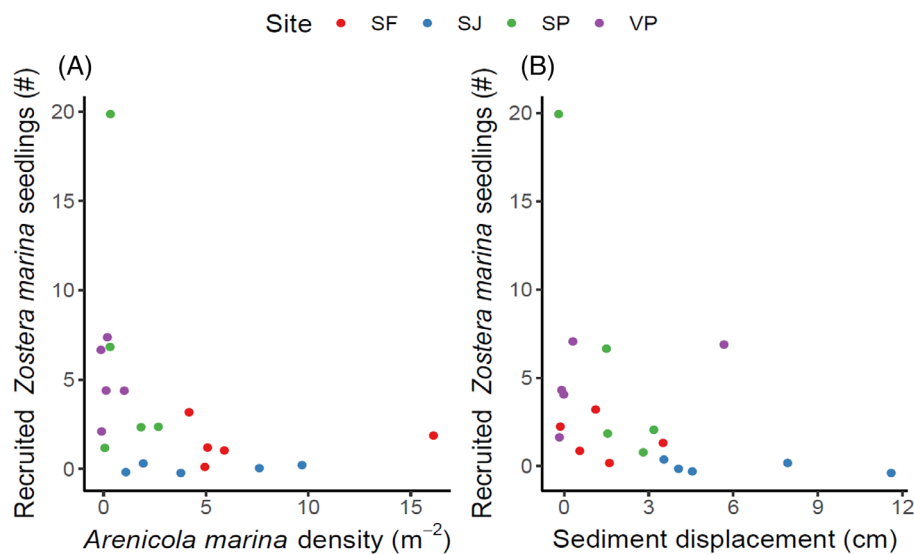 Site SF SJ SP VP
(A)
Recruited Zostera marina seedlings (#)
20
15
10
5
0
0 5 10 15
Arenicola marina density (m⁻²)
(B)
Recruited Zostera marina seedlings (#)
20
15
10
5
0
0 3 6 9 12
Sediment displacement (cm)